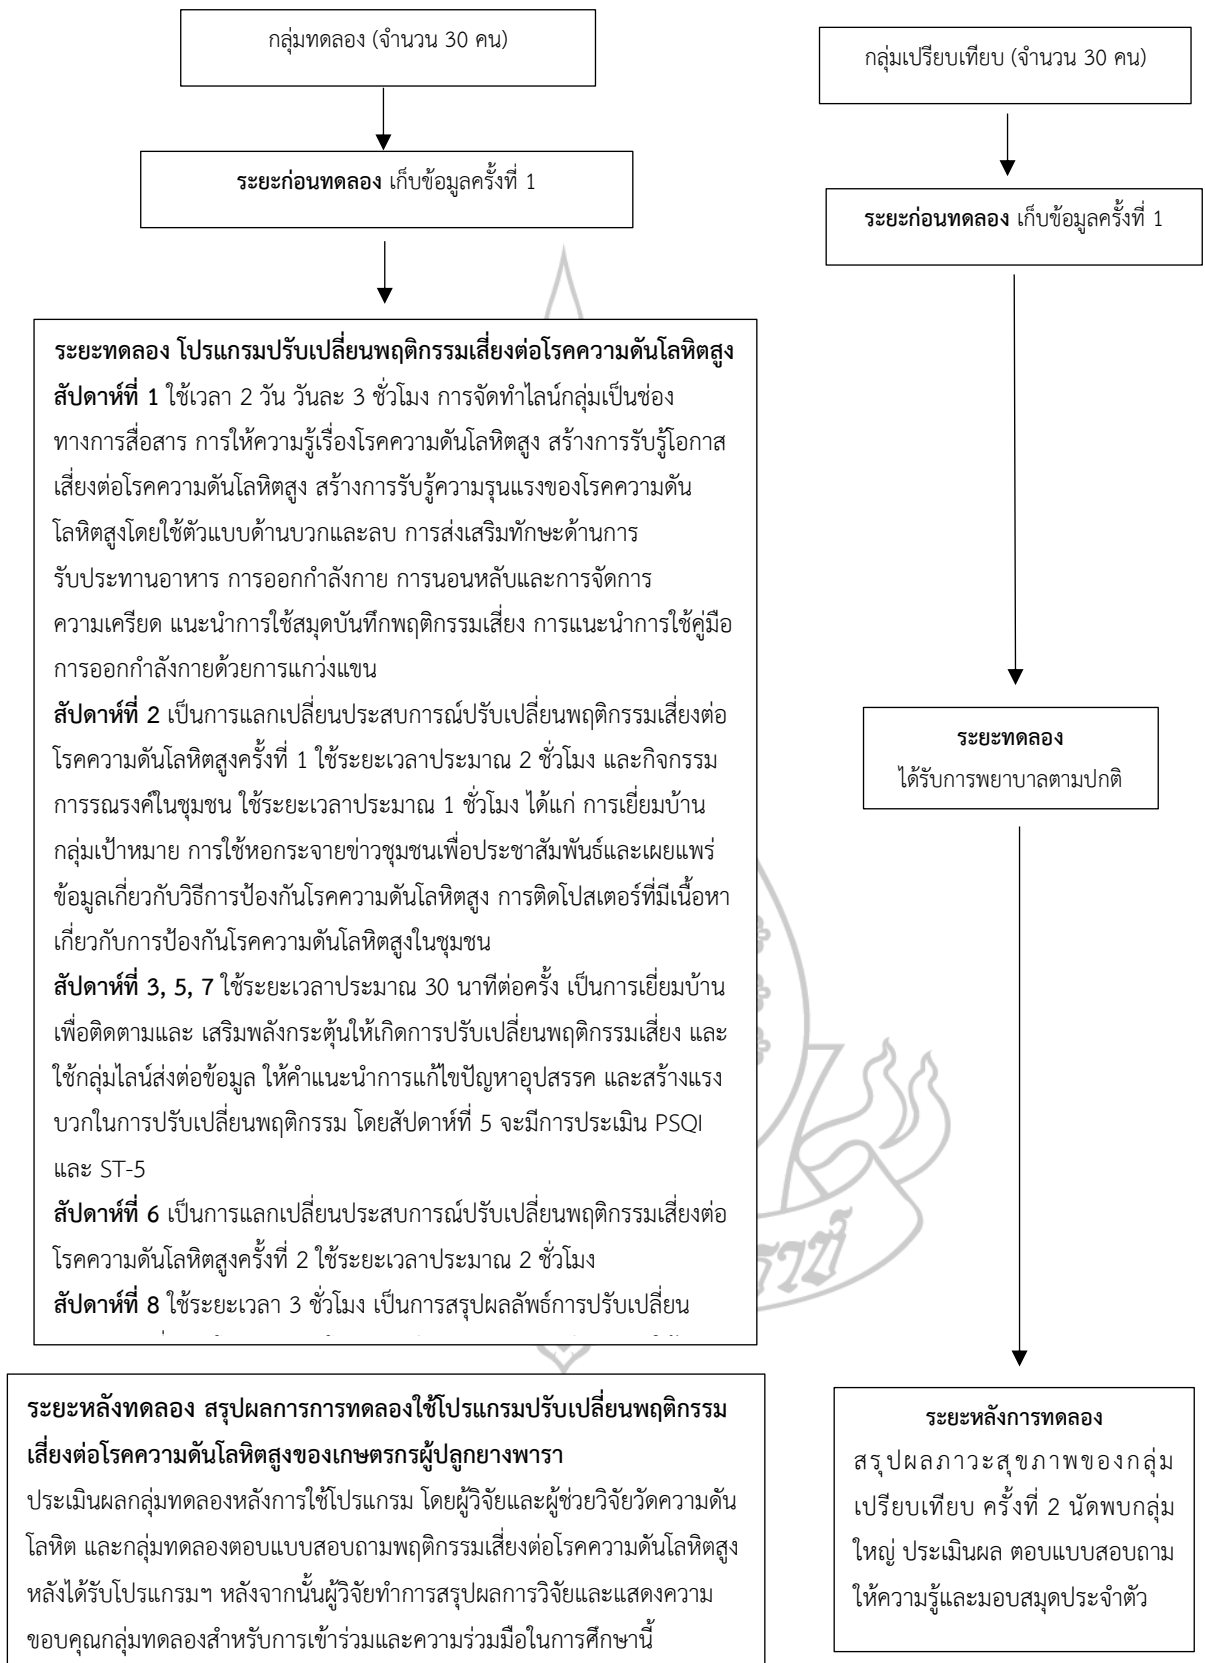 กลุ่มทดลอง (จำนวน 30 คน)
กลุ่มเปรียบเทียบ (จำนวน 30 คน)
ระยะก่อนทดลอง เก็บข้อมูลครั้งที่ 1
ระยะก่อนทดลอง เก็บข้อมูลครั้งที่ 1
ระยะทดลอง โปรแกรมปรับเปลี่ยนพฤติกรรมเสี่ยงต่อโรคความดันโลหิตสูง
สัปดาห์ที่ 1 ใช้เวลา 2 วัน วันละ 3 ชั่วโมง การจัดทำไลน์กลุ่มเป็นช่อง
ทางการสื่อสาร การให้ความรู้เรื่องโรคความดันโลหิตสูง สร้างการรับรู้โอกาส
เสี่ยงต่อโรคความดันโลหิตสูง สร้างการรับรู้ความรุนแรงของโรคความดัน
โลหิตสูงโดยใช้ตัวแบบด้านบวกและลบ การส่งเสริมทักษะด้านการ
รับประทานอาหาร การออกกำลังกาย การนอนหลับและการจัดการ
ความเครียด แนะนำการใช้สมุดบันทึกพฤติกรรมเสี่ยง การแนะนำการใช้คู่มือ
การออกกำลังกายด้วยการแกว่งแขน
สัปดาห์ที่ 2 เป็นการแลกเปลี่ยนประสบการณ์ปรับเปลี่ยนพฤติกรรมเสี่ยงต่อ
โรคความดันโลหิตสูงครั้งที่ 1 ใช้ระยะเวลาประมาณ 2 ชั่วโมง และกิจกรรม
การรณรงค์ในชุมชน ใช้ระยะเวลาประมาณ 1 ชั่วโมง ได้แก่ การเยี่ยมบ้าน
กลุ่มเป้าหมาย การใช้หอกระจายข่าวชุมชนเพื่อประชาสัมพันธ์และเผยแพร่
ข้อมูลเกี่ยวกับวิธีการป้องกันโรคความดันโลหิตสูง การติดโปสเตอร์ที่มีเนื้อหา
เกี่ยวกับการป้องกันโรคความดันโลหิตสูงในชุมชน
สัปดาห์ที่ 3, 5, 7 ใช้ระยะเวลาประมาณ 30 นาทีต่อครั้ง เป็นการเยี่ยมบ้าน
เพื่อติดตามและ เสริมพลังกระตุ้นให้เกิดการปรับเปลี่ยนพฤติกรรมเสี่ยง และ
ใช้กลุ่มไลน์ส่งต่อข้อมูล ให้คำแนะนำการแก้ไขปัญหาอุปสรรค และสร้างแรง
บวกในการปรับเปลี่ยนพฤติกรรม โดยสัปดาห์ที่ 5 จะมีการประเมิน PSQI
และ ST-5
สัปดาห์ที่ 6 เป็นการแลกเปลี่ยนประสบการณ์ปรับเปลี่ยนพฤติกรรมเสี่ยงต่อ
โรคความดันโลหิตสูงครั้งที่ 2 ใช้ระยะเวลาประมาณ 2 ชั่วโมง
สัปดาห์ที่ 8 ใช้ระยะเวลา 3 ชั่วโมง เป็นการสรุปผลลัพธ์การปรับเปลี่ยน
ระยะทดลอง
ได้รับการพยาบาลตามปกติ
ระยะหลังทดลอง สรุปผลการการทดลองใช้โปรแกรมปรับเปลี่ยนพฤติกรรม
เสี่ยงต่อโรคความดันโลหิตสูงของเกษตรกรผู้ปลูกยางพารา
ประเมินผลกลุ่มทดลองหลังการใช้โปรแกรม โดยผู้วิจัยและผู้ช่วยวิจัยวัดความดัน
โลหิต และกลุ่มทดลองตอบแบบสอบถามพฤติกรรมเสี่ยงต่อโรคความดันโลหิตสูง
หลังได้รับโปรแกรมฯ หลังจากนั้นผู้วิจัยทำการสรุปผลการวิจัยและแสดงความ
ขอบคุณกลุ่มทดลองสำหรับการเข้าร่วมและความร่วมมือในการศึกษานี้
ระยะหลังการทดลอง
สรุปผลภาวะสุขภาพของกลุ่ม
เปรียบเทียบ ครั้งที่ 2 นัดพบกลุ่ม
ใหญ่ ประเมินผล ตอบแบบสอบถาม
ให้ความรู้และมอบสมุดประจำตัว